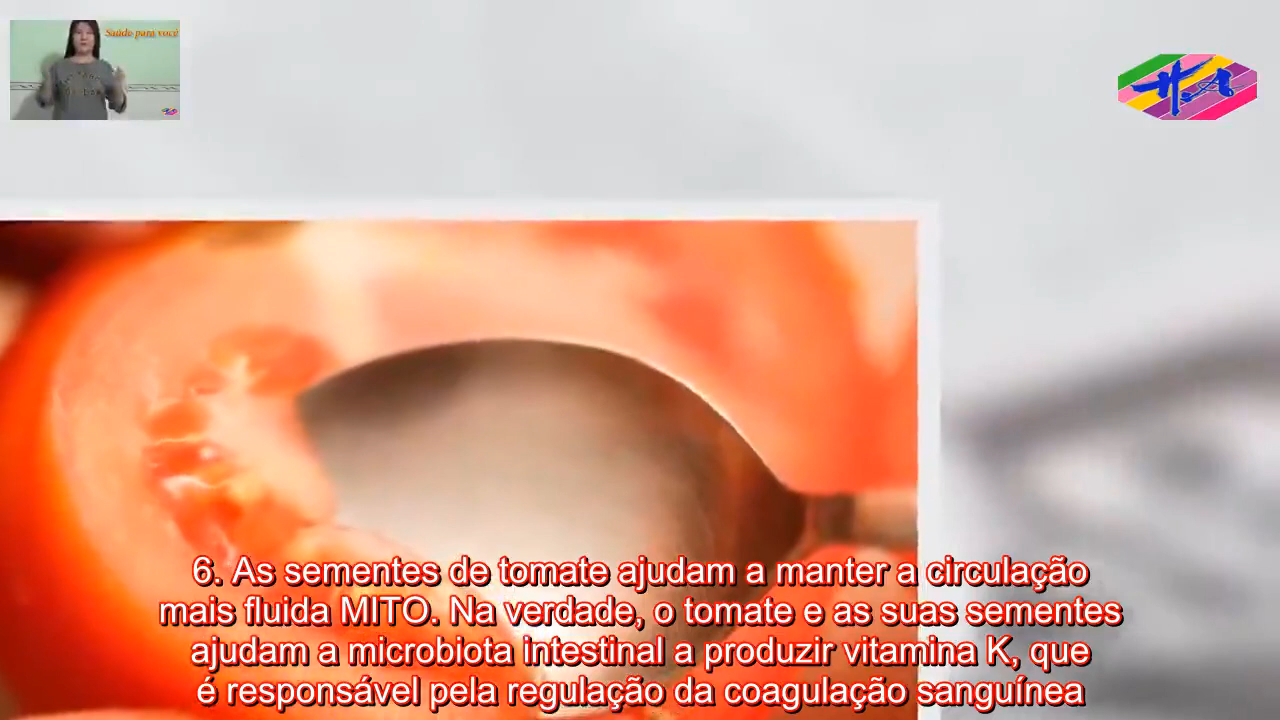 Saúde para você
6. As sementes de tomate ajudam a manter a circulação
mais fluida MITO. Na verdade, o tomate e as suas sementes
ajudam a microbiota intestinal a produzir vitamina K, que
é responsável pela regulação da coagulação sanguínea